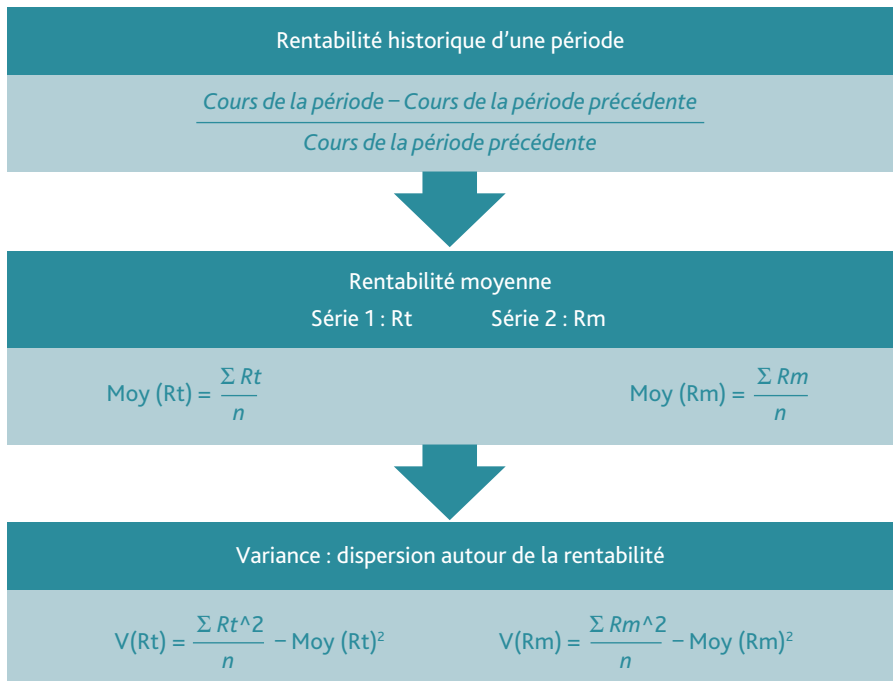 Rentabilité historique d’une période
Cours de la période – Cours de la période précédente
Cours de la période précédente
Rentabilité moyenne
Série 1 : Rt Série 2 : Rm
Moy (Rt) = Σ Rt / n Moy (Rm) = Σ Rm / n
Variance : dispersion autour de la rentabilité
V(Rt) = Σ Rt^2 / n – Moy (Rt)² V(Rm) = Σ Rm^2 / n – Moy (Rm)²